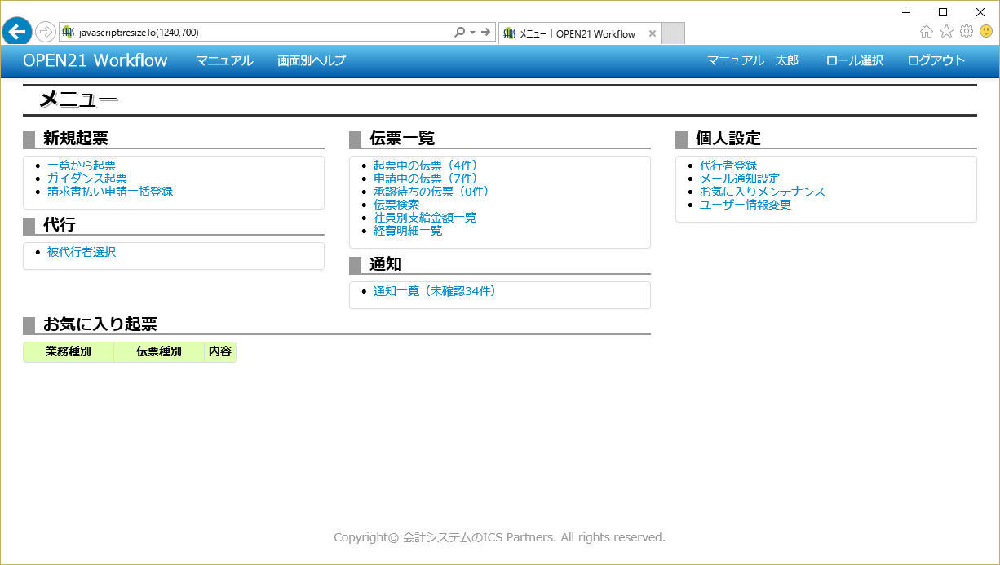 javascript:resizeTo(1240,700)
メニュー | OPEN21 Workflow
OPEN21 Workflow マニュアル 画面別ヘルプ マニュアル 太郎 ロール選択 ログアウト
メニュー
新規起票
一覧から起票
ガイダンス起票
請求書払い申請一括登録
代行
被代行者選択
伝票一覧
起票中の伝票（4件）
申請中の伝票（7件）
承認待ちの伝票（0件）
伝票検索
社員別支給金額一覧
経費明細一覧
通知
通知一覧（未確認34件）
個人設定
代行者登録
メール通知設定
お気に入りメンテナンス
ユーザー情報変更
お気に入り起票
業務種別 伝票種別 内容
Copyright© 会計システムのICS Partners. All rights reserved.